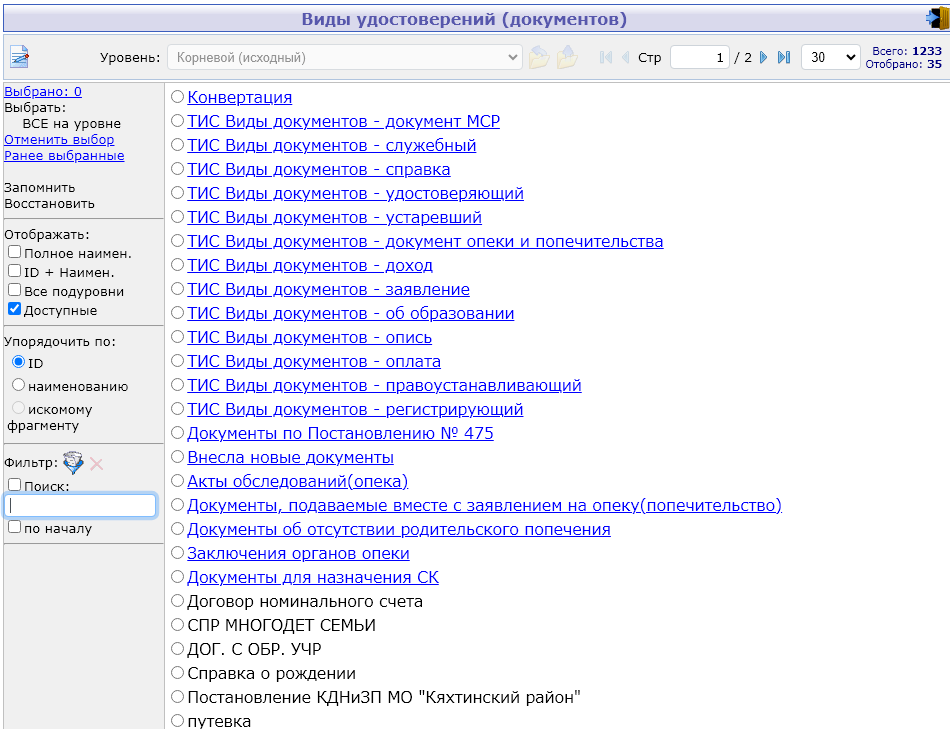 Виды удостоверений (документов)
Уровень: Корневой (исходный) Стр 1 / 2 30 Всего: 1233
Отобрано: 35
Выбрано: 0
Выбрать:
ВСЕ на уровне
Отменить выбор
Ранее выбранные
Запомнить
Восстановить
Отображать:
Полное наимен.
ID + Наимен.
Все подуровни
Доступные
Упорядочить по:
ID
наименованию
искомому
фрагменту
Фильтр:
Поиск:
по началу
Конвертация
ТИС Виды документов - документ МСР
ТИС Виды документов - служебный
ТИС Виды документов - справка
ТИС Виды документов - удостоверяющий
ТИС Виды документов - устаревший
ТИС Виды документов - документ опеки и попечительства
ТИС Виды документов - доход
ТИС Виды документов - заявление
ТИС Виды документов - об образовании
ТИС Виды документов - опись
ТИС Виды документов - оплата
ТИС Виды документов - правоустанавливающий
ТИС Виды документов - регистрирующий
Документы по Постановлению № 475
Внесла новые документы
Акты обследований(опека)
Документы, подаваемые вместе с заявлением на опеку(попечительство)
Документы об отсутствии родительского попечения
Заключения органов опеки
Документы для назначения СК
Договор номинального счета
СПР МНОГОДЕТ СЕМЬИ
ДОГ. С ОБР. УЧР
Справка о рождении
Постановление КДНиЗП МО "Кяхтинский район"
путевка